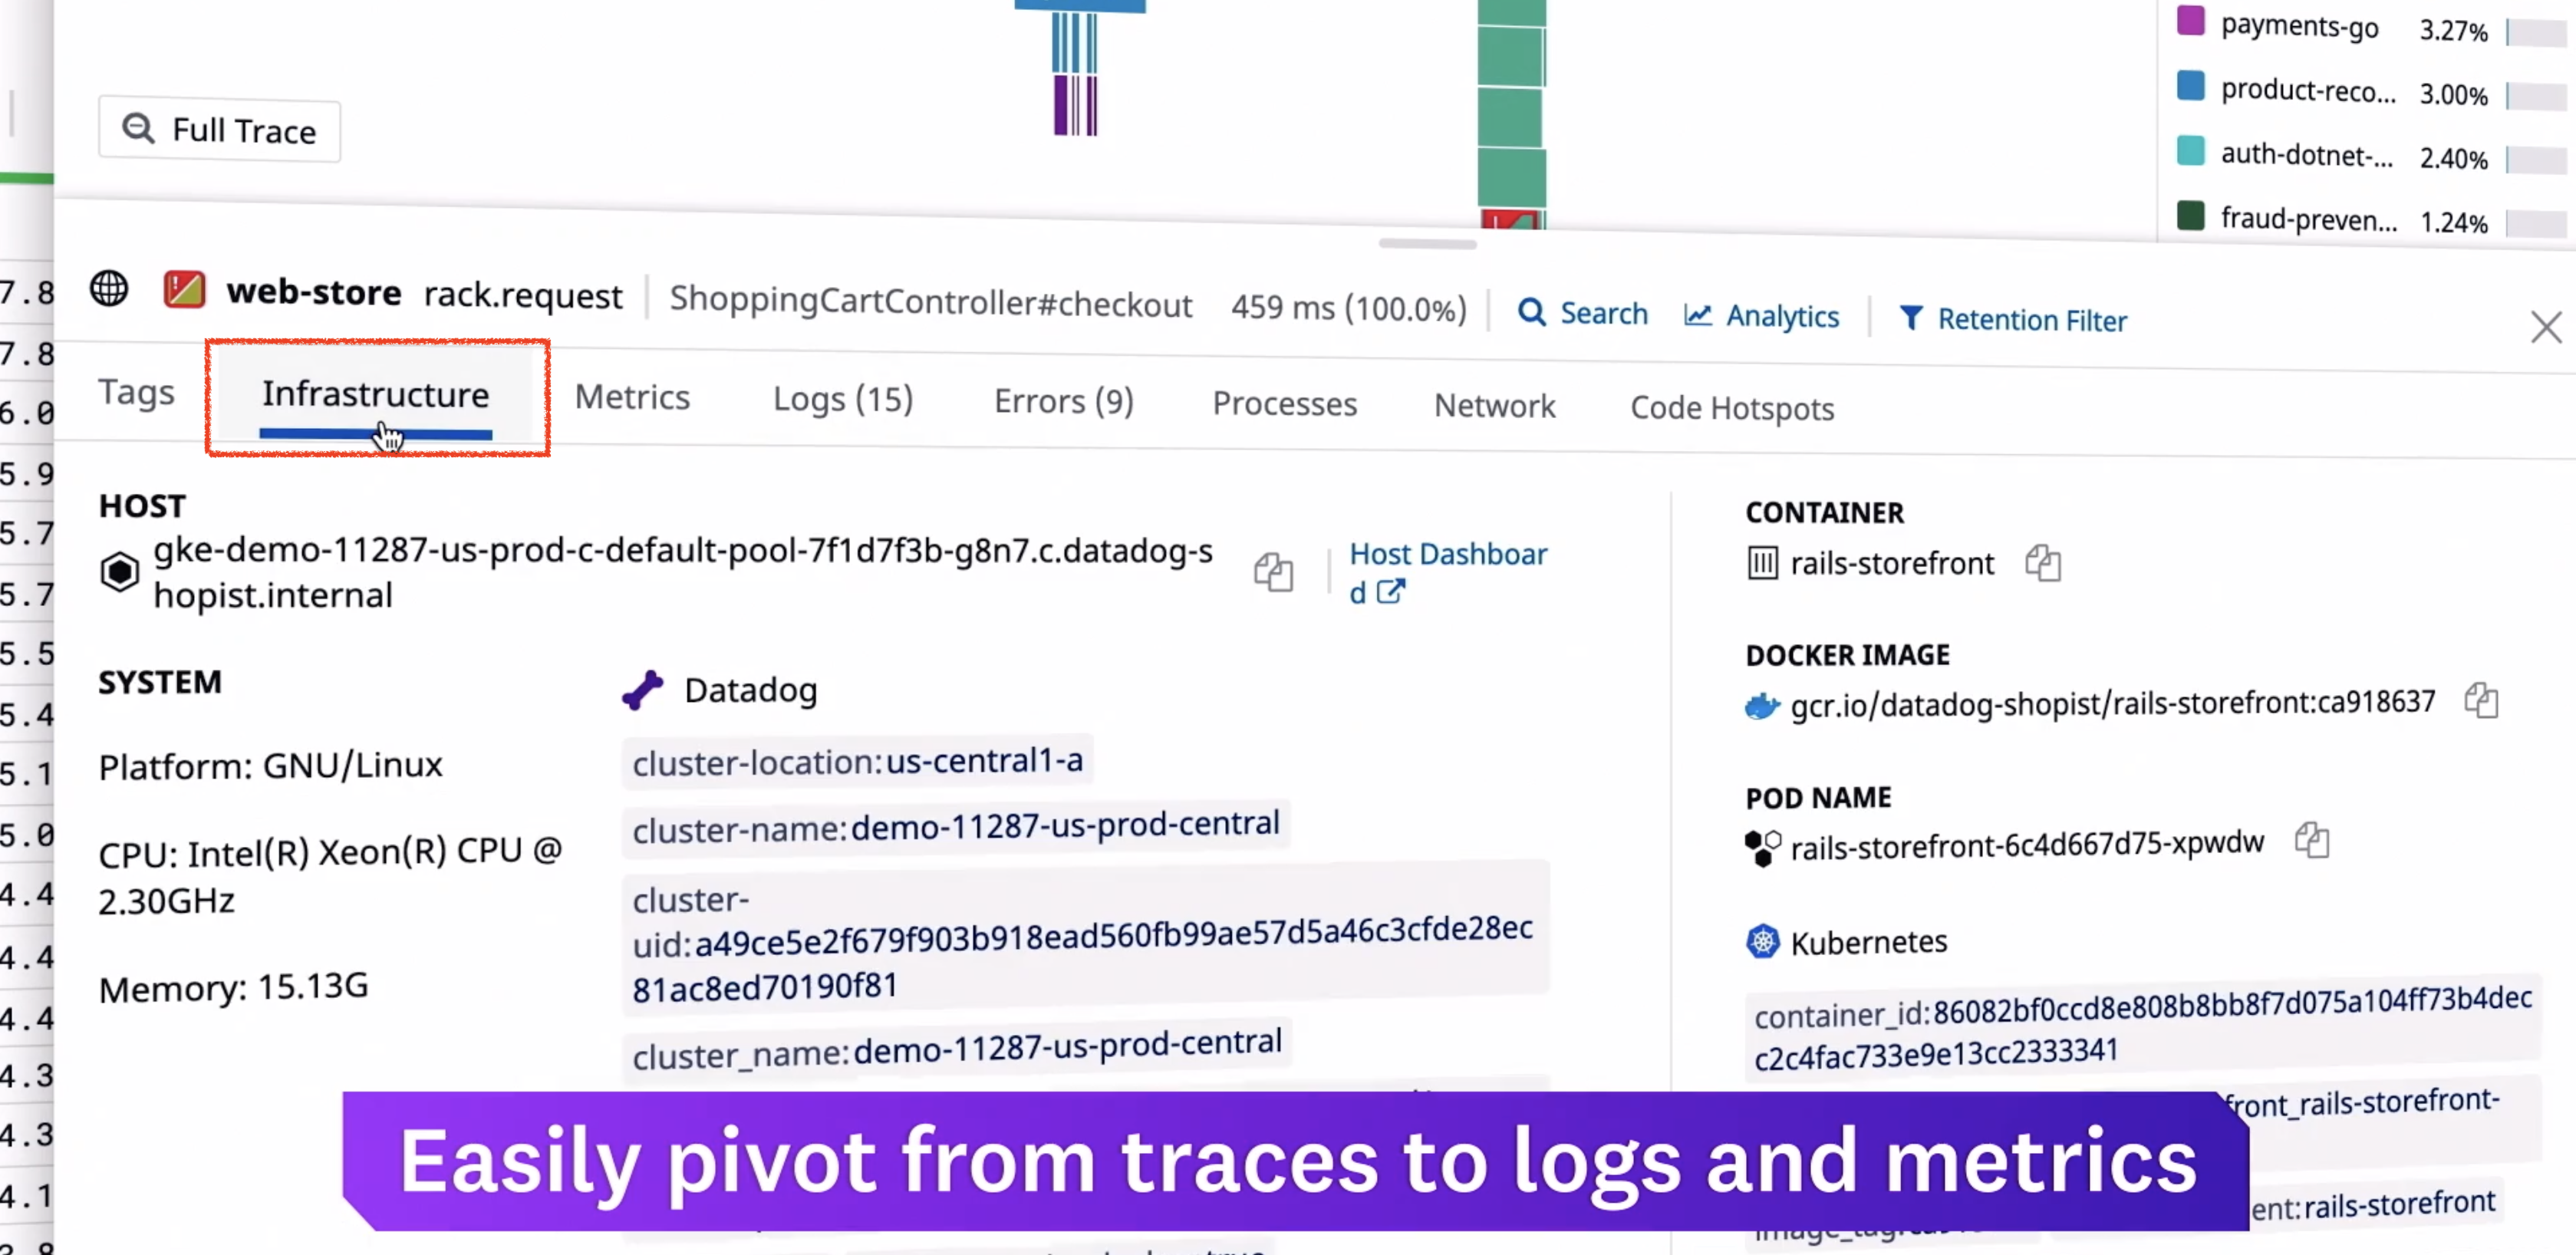 payments-go 3.27%
product-reco... 3.00%
auth-dotnet-... 2.40%
fraud-preven... 1.24%
Full Trace
web-store rack.request ShoppingCartController#checkout 459 ms (100.0%) Search Analytics Retention Filter
Tags Infrastructure Metrics Logs (15) Errors (9) Processes Network Code Hotspots
7.8
7.8
6.0
5.9
5.7
5.7
5.5
5.4
5.1
5.0
4.4
4.4
4.4
4.3
4.3
4.1
HOST
gke-demo-11287-us-prod-c-default-pool-7f1d7f3b-g8n7.c.datadog-s
hopist.internal
Host Dashboar
d
SYSTEM
Platform: GNU/Linux
CPU: Intel(R) Xeon(R) CPU @
2.30GHz
Memory: 15.13G
Datadog
cluster-location:us-central1-a
cluster-name:demo-11287-us-prod-central
cluster-
uid:a49ce5e2f679f903b918ead560fb99ae57d5a46c3cfde28ec
81ac8ed70190f81
cluster_name:demo-11287-us-prod-central
CONTAINER
rails-storefront
DOCKER IMAGE
gcr.io/datadog-shopist/rails-storefront:ca918637
POD NAME
rails-storefront-6c4d667d75-xpwdw
Kubernetes
container_id:86082bf0ccd8e808b8bb8f7d075a104ff73b4dec
c2c4fac733e9e13cc2333341
front_rails-storefront-
ent:rails-storefront
Easily pivot from traces to logs and metrics